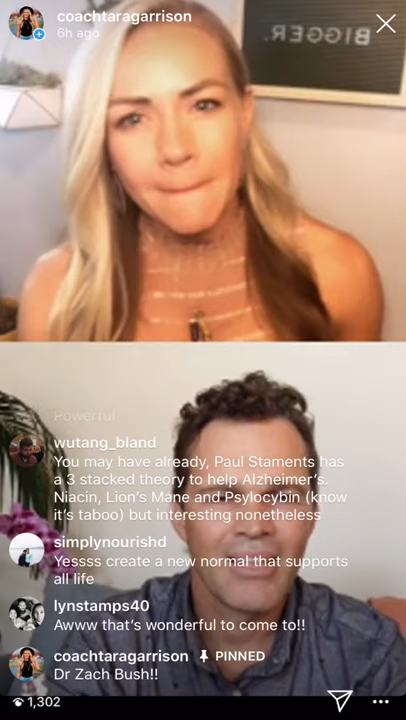 coachtaragarrison
6h ago
BIGGER.
Powerful
wutang_bland
You may have already, Paul Staments has
a 3 stacked theory to help Alzheimer's.
Niacin, Lion's Mane and Psylocybin (know
it's taboo) but interesting nonetheless
simplynourishd
Yessss create a new normal that supports
all life
lynstamps40
Awww that's wonderful to come to!!
coachtaragarrison PINNED
Dr Zach Bush!!
1,302